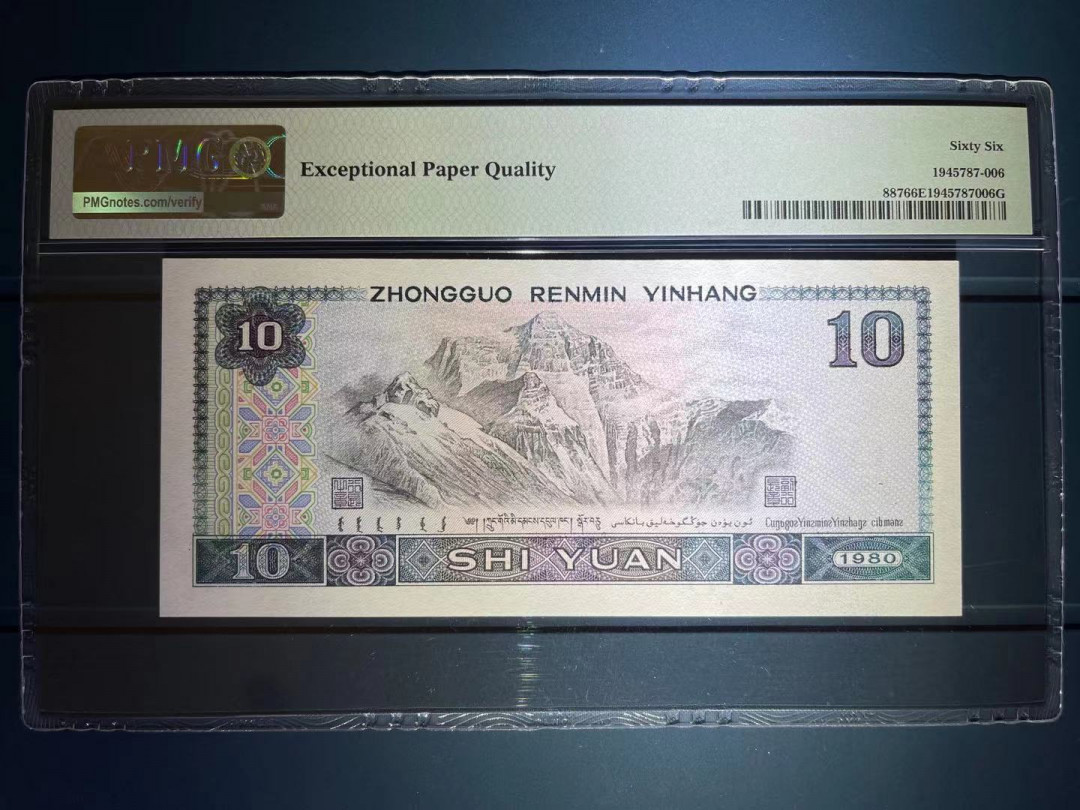 PMG
PMGnotes.com/verify
Exceptional Paper Quality
Sixty Six
1945787-006
88766E1945787006G
ZHONGGUO RENMIN YINHANG
10
10
10
SHI YUAN
1980